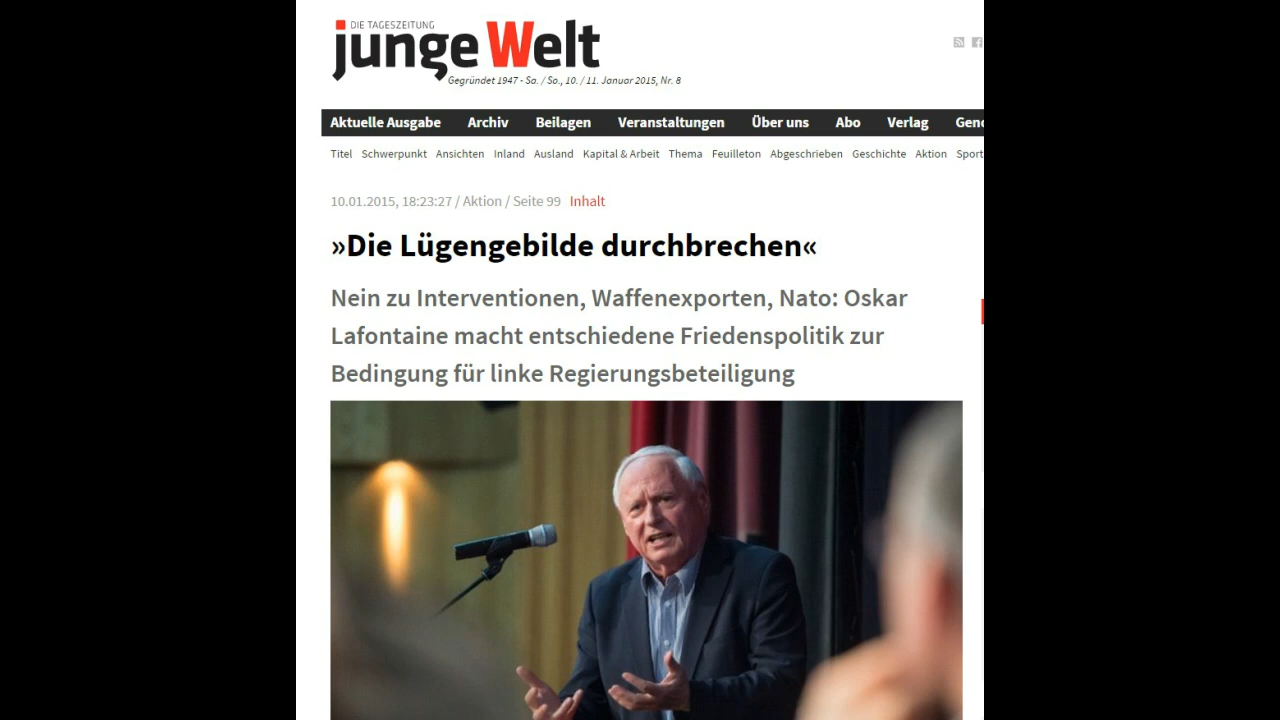 DIE TAGESZEITUNG
junge Welt
Gegründet 1947 - Sa. / So., 10. / 11. Januar 2015, Nr. 8
Aktuelle Ausgabe Archiv Beilagen Veranstaltungen Über uns Abo Verlag Geno
Titel Schwerpunkt Ansichten Inland Ausland Kapital & Arbeit Thema Feuilleton Abgeschrieben Geschichte Aktion Sport
10.01.2015, 18:23:27 / Aktion / Seite 99 Inhalt
»Die Lügengebilde durchbrechen«
Nein zu Interventionen, Waffenexporten, Nato: Oskar
Lafontaine macht entschiedene Friedenspolitik zur
Bedingung für linke Regierungsbeteiligung